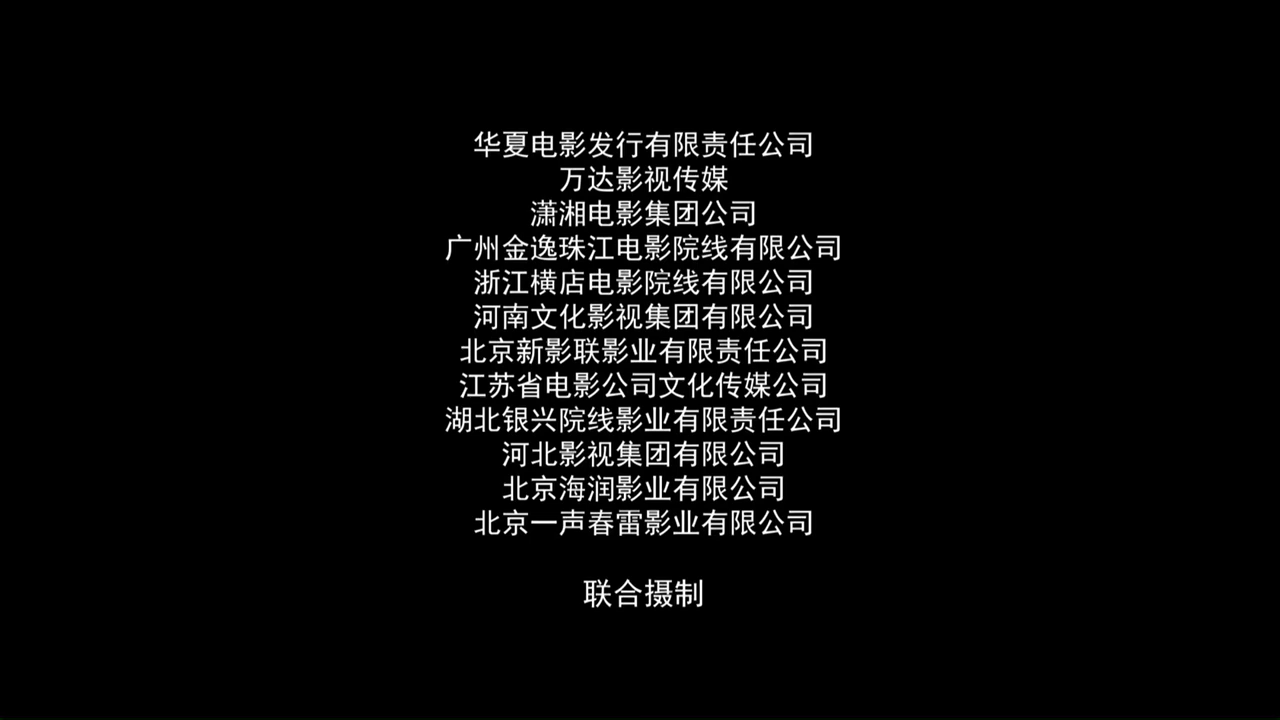 华夏电影发行有限责任公司
万达影视传媒
潇湘电影集团公司
广州金逸珠江电影院线有限公司
浙江横店电影院线有限公司
河南文化影视集团有限公司
北京新影联影业有限责任公司
江苏省电影公司文化传媒公司
湖北银兴院线影业有限责任公司
河北影视集团有限公司
北京海润影业有限公司
北京一声春雷影业有限公司
联合摄制